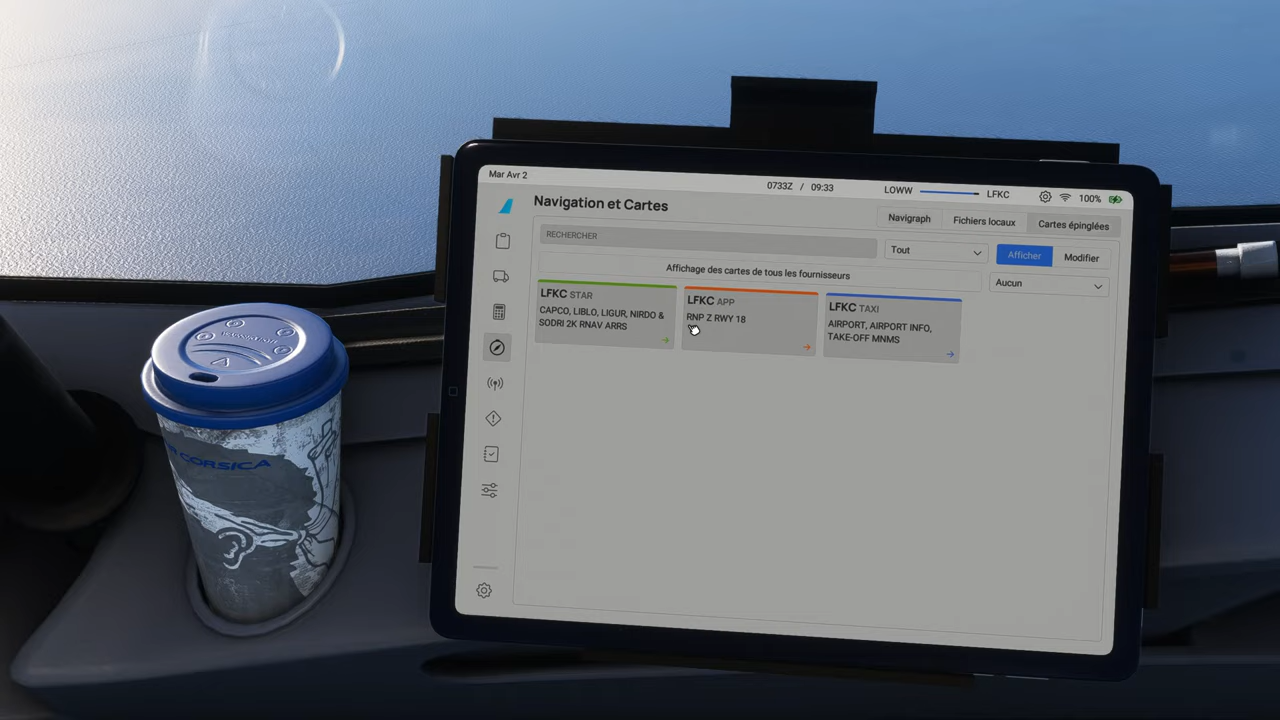 Mar Avr 2
0733Z / 09:33
LOWW LFKC
100%
Navigation et Cartes
Navigraph
Fichiers locaux
Cartes épinglées
RECHERCHER
Tout
Afficher
Modifier
Affichage des cartes de tous les fournisseurs
Aucun
LFKC STAR
CAPCO, LIBLO, LIGUR, NIRDO &
SODRI 2K RNAV ARRS
LFKC APP
RNP Z RWY 18
LFKC TAXI
AIRPORT, AIRPORT INFO,
TAKE-OFF MNMS
CORSICA